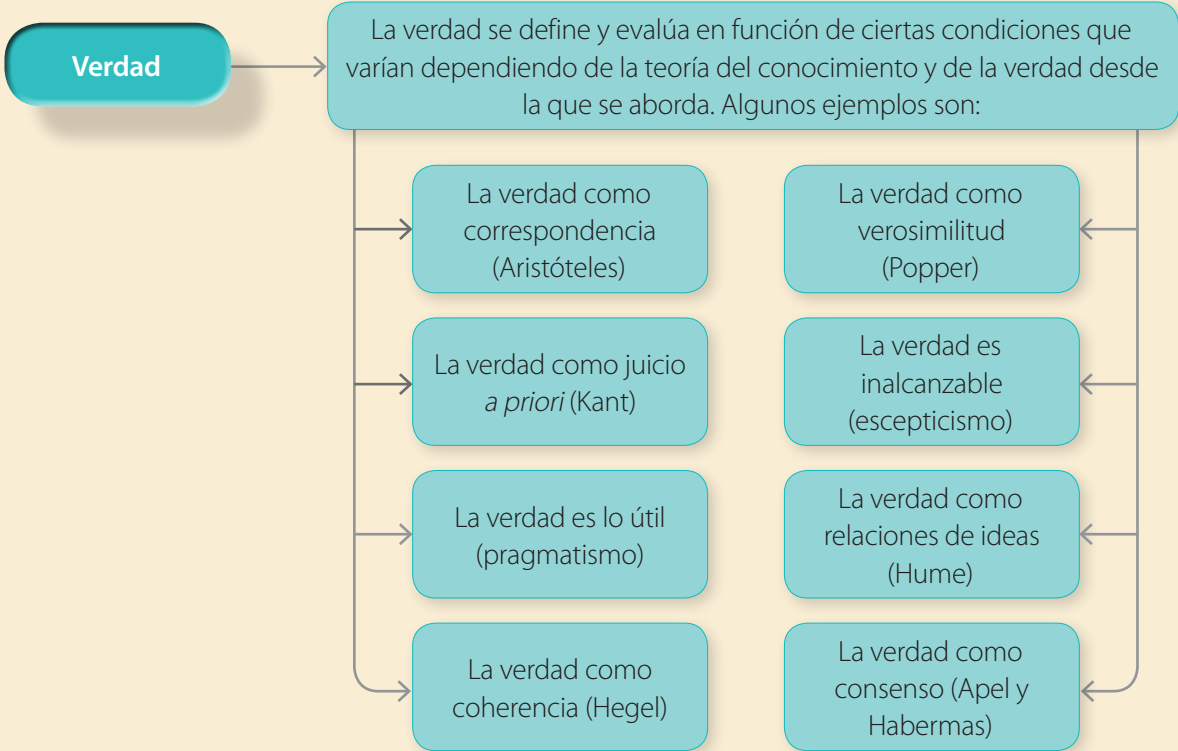 Verdad
La verdad se define y evalúa en función de ciertas condiciones que
varían dependiendo de la teoría del conocimiento y de la verdad desde
la que se aborda. Algunos ejemplos son:
La verdad como
correspondencia
(Aristóteles)
La verdad como juicio
a priori (Kant)
La verdad es lo útil
(pragmatismo)
La verdad como
coherencia (Hegel)
La verdad como
verosimilitud
(Popper)
La verdad es
inalcanzable
(escepticismo)
La verdad como
relaciones de ideas
(Hume)
La verdad como
consenso (Apel y
Habermas)